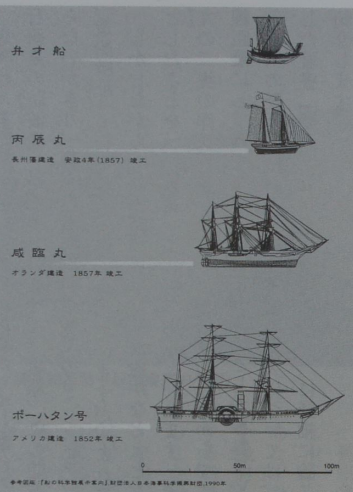 弁才船
丙辰丸
長州藩建造 安政4年(1857) 竣工
咸臨丸
オランダ建造 1857年 竣工
ポーハタン号
アメリカ建造 1852年 竣工
0 50m 100m